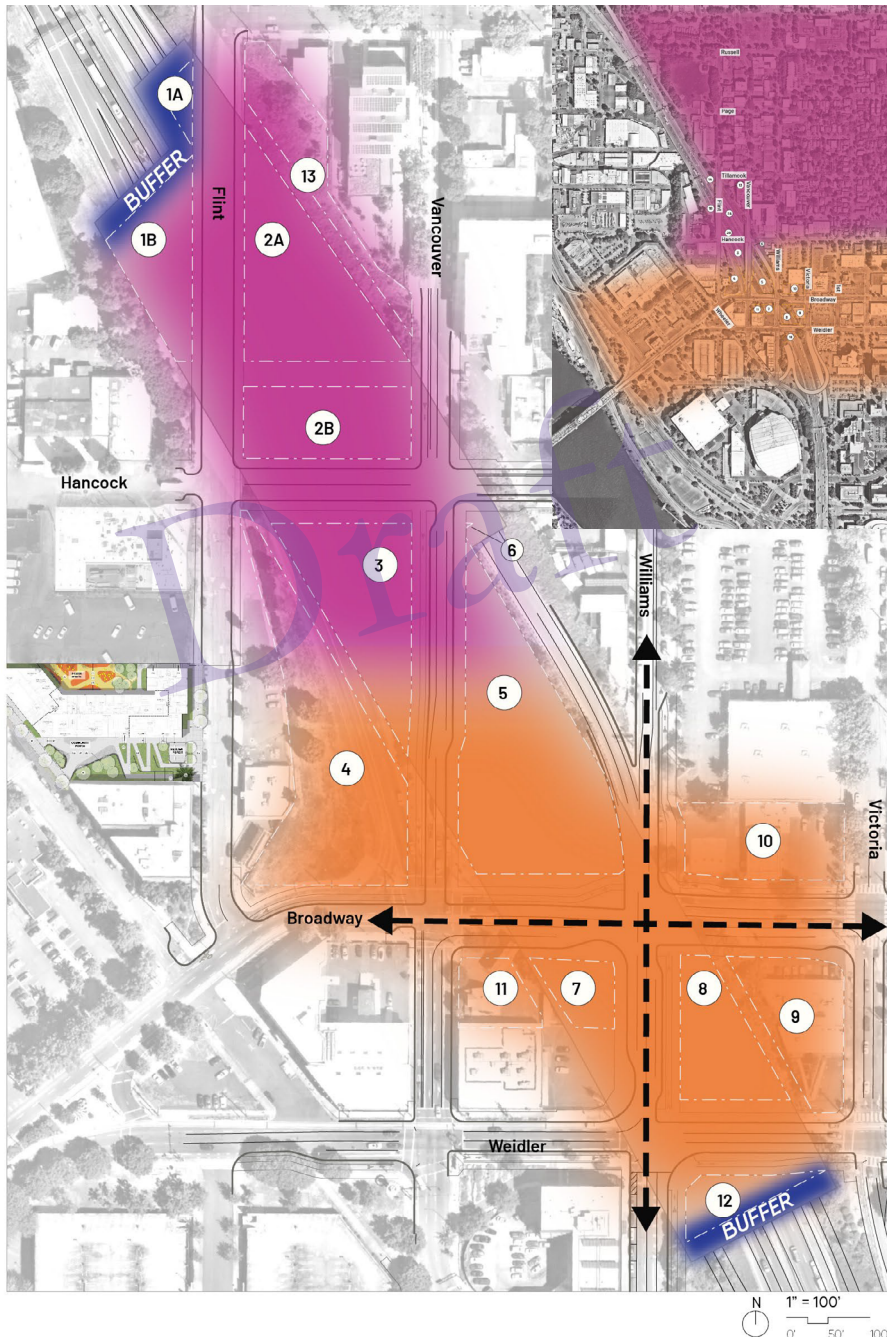 1A
BUFFER
1B
Flint
13
2A
Vancouver
2B
Hancock
Draft
3
6
Williams
5
4
10
Victoria
Broadway
11
7
8
9
Weidler
12
BUFFER
Russell
Page
Tillamook
Vancouver
Flint
Hancock
Williams
Victoria
1st
Broadway
Wheeler
Weidler
N
1" = 100'
0'
50'
100